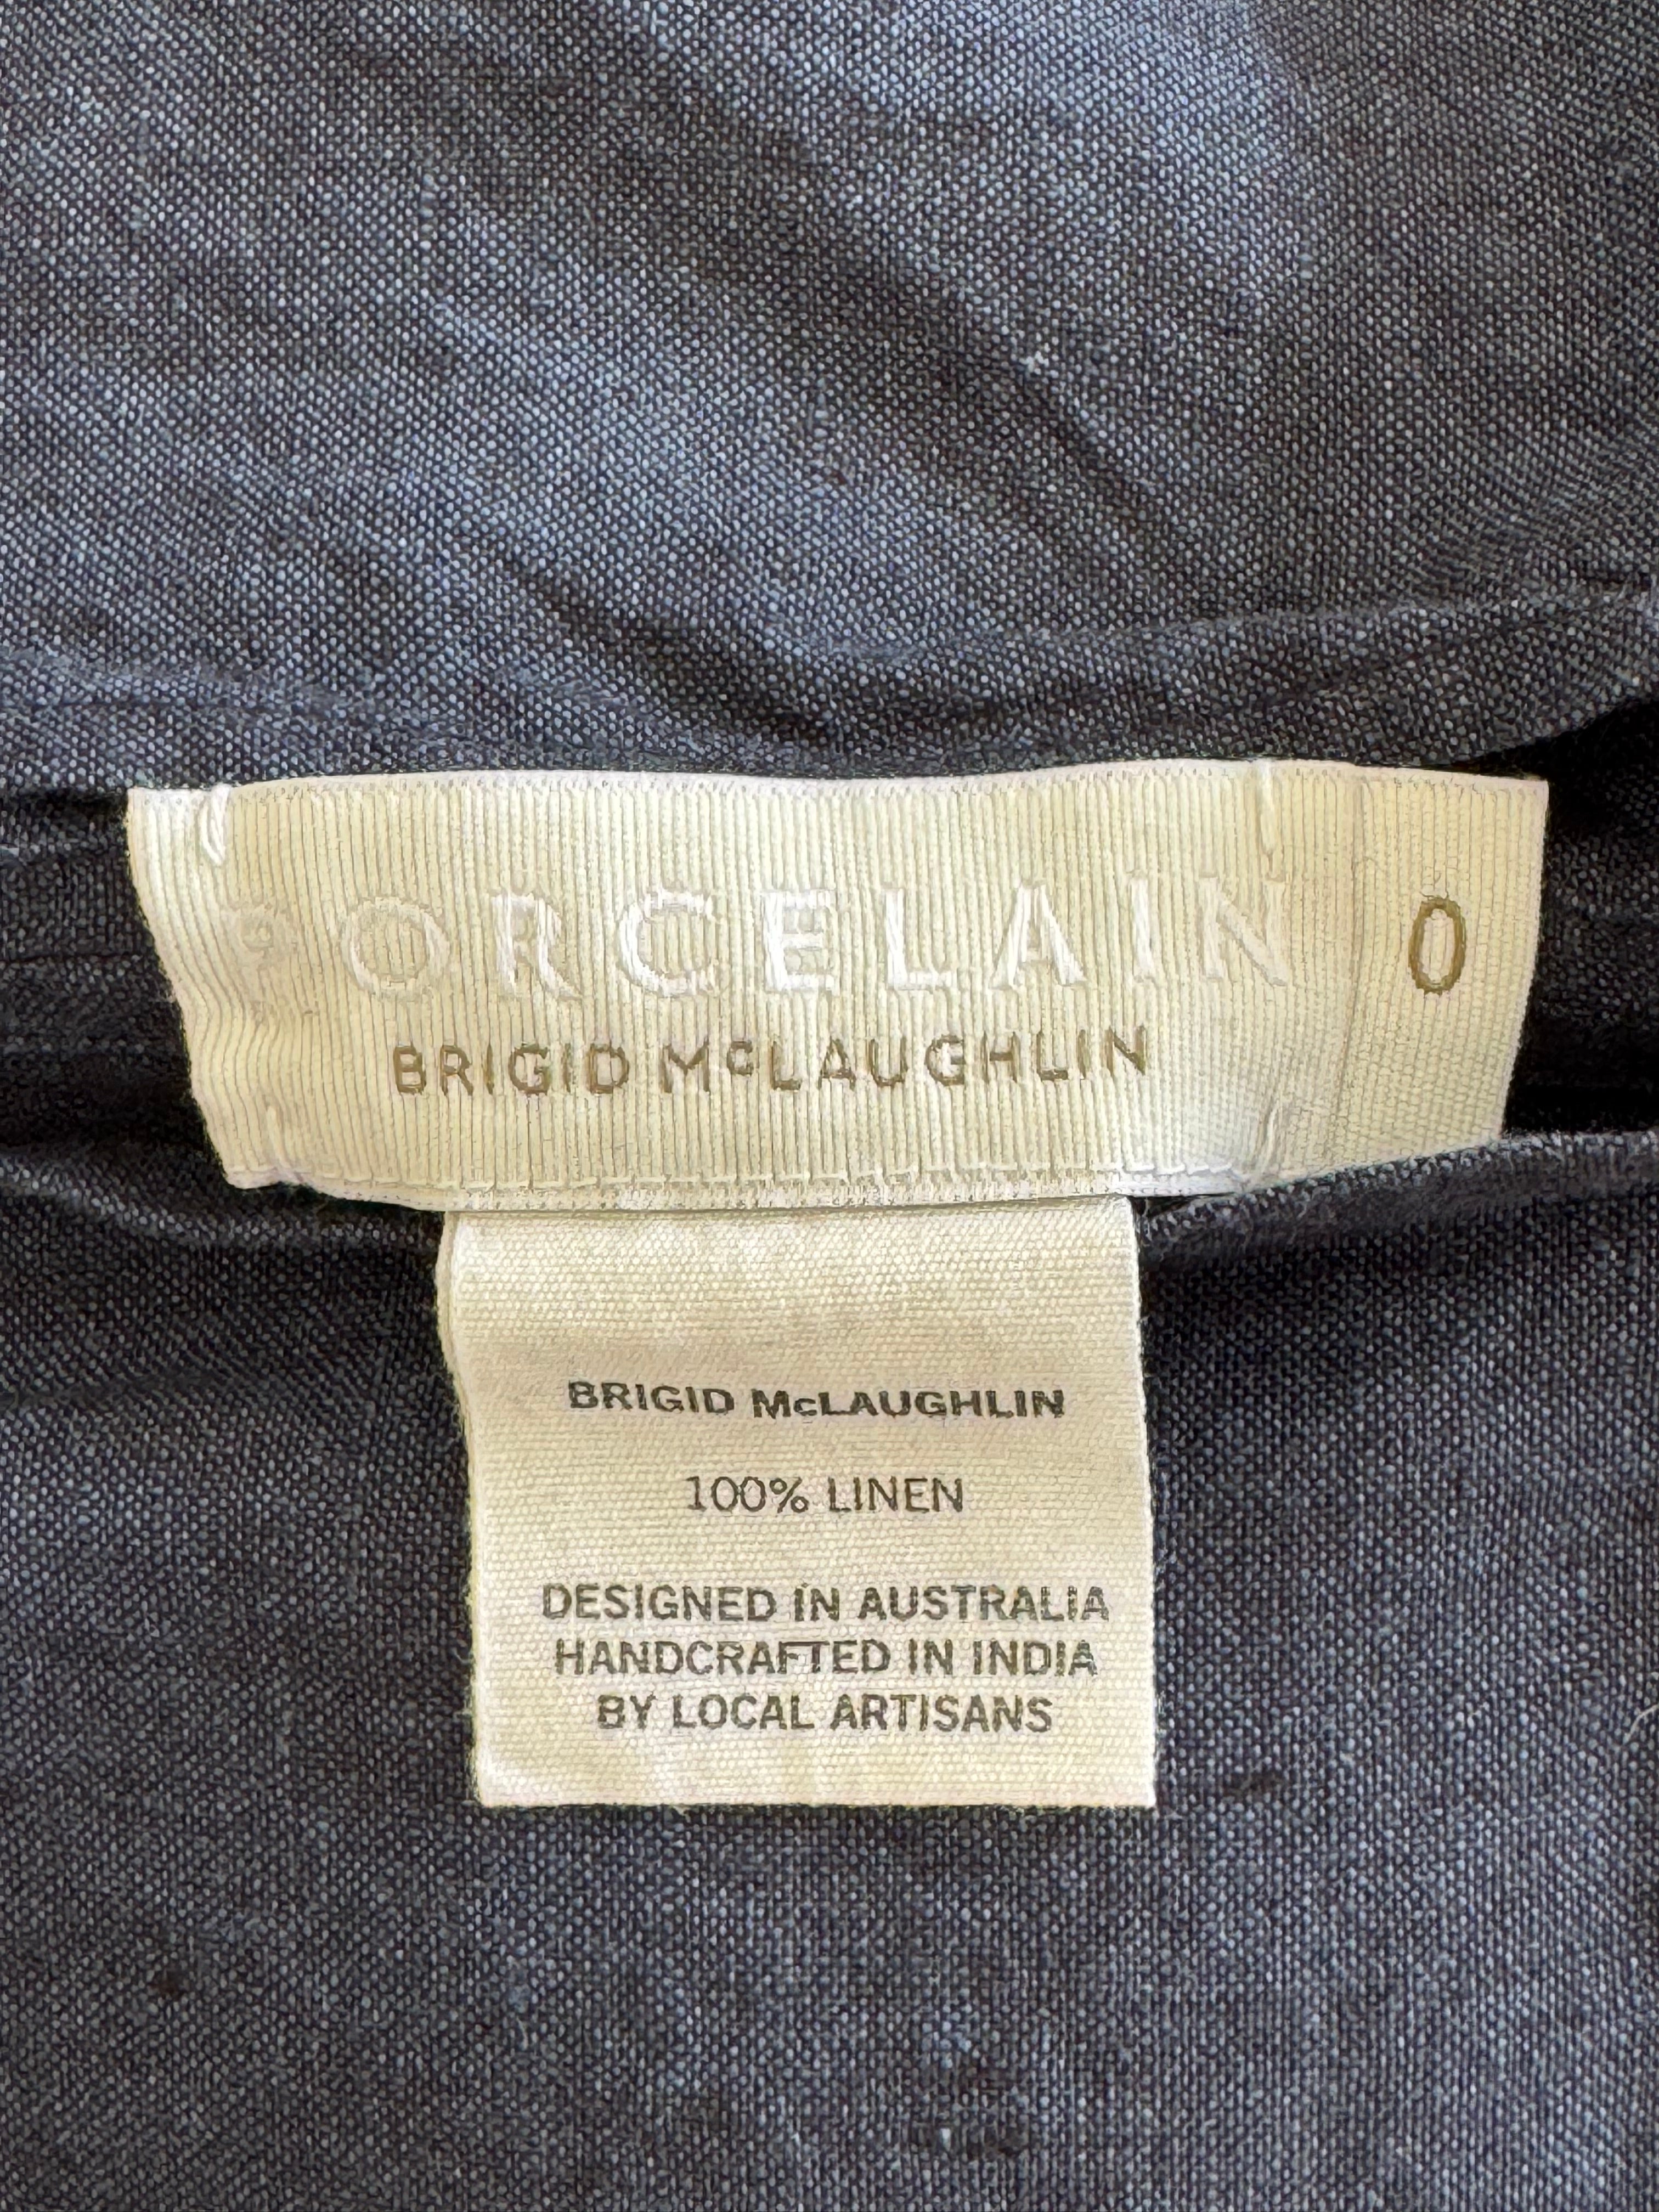 PORCELAIN
0
BRIGID McLAUGHLIN
BRIGID McLAUGHLIN
100% LINEN
DESIGNED IN AUSTRALIA
HANDCRAFTED IN INDIA
BY LOCAL ARTISANS